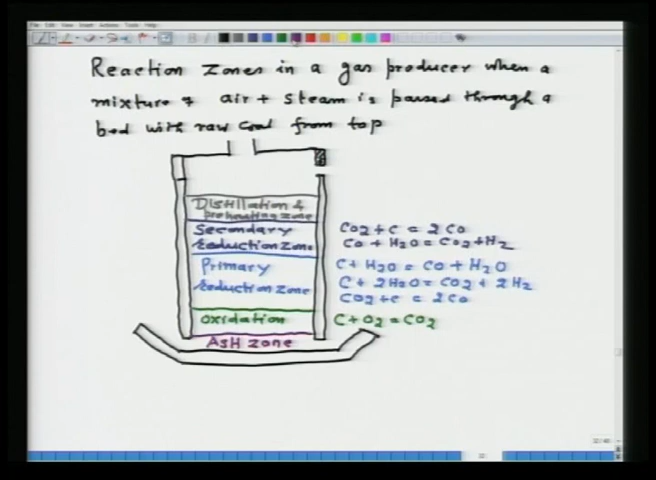 Reaction Zones in a gas producer when a
mixture of air + steam is passed through a
bed with raw coal from top
Distillation &
preheating zone
Secondary
Reduction Zone
CO2 + C = 2CO
CO + H2O = CO2 + H2
Primary
Reduction Zone
C + H2O = CO + H2O
C + 2H2O = CO2 + 2H2
CO2 + C = 2CO
Oxidation
C + O2 = CO2
ASH Zone